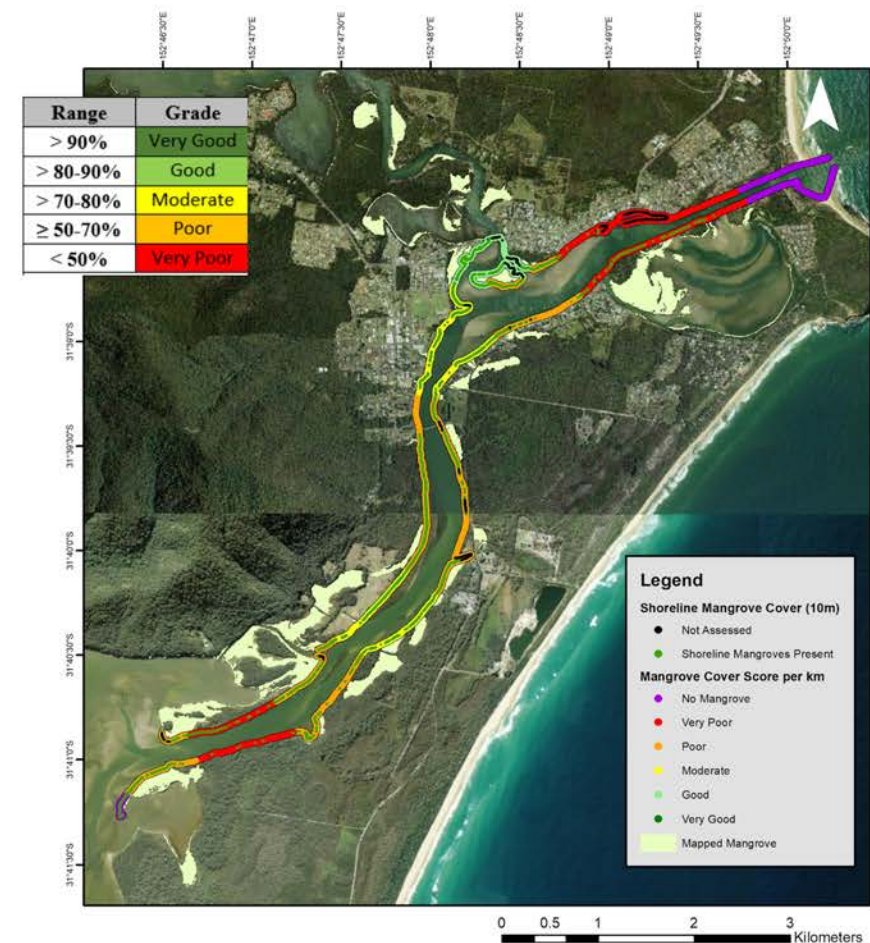 152°46'30"E
152°47'0"E
152°47'30"E
152°48'0"E
152°48'30"E
152°49'0"E
152°49'30"E
152°50'0"E
Range Grade
> 90% Very Good
> 80-90% Good
> 70-80% Moderate
≥ 50-70% Poor
< 50% Very Poor
31°39'0"S
31°39'30"S
31°40'0"S
31°40'30"S
31°41'0"S
31°41'30"S
Legend
Shoreline Mangrove Cover (10m)
Not Assessed
Shoreline Mangroves Present
Mangrove Cover Score per km
No Mangrove
Very Poor
Poor
Moderate
Good
Very Good
Mapped Mangrove
0 0.5 1 2 3
Kilometers